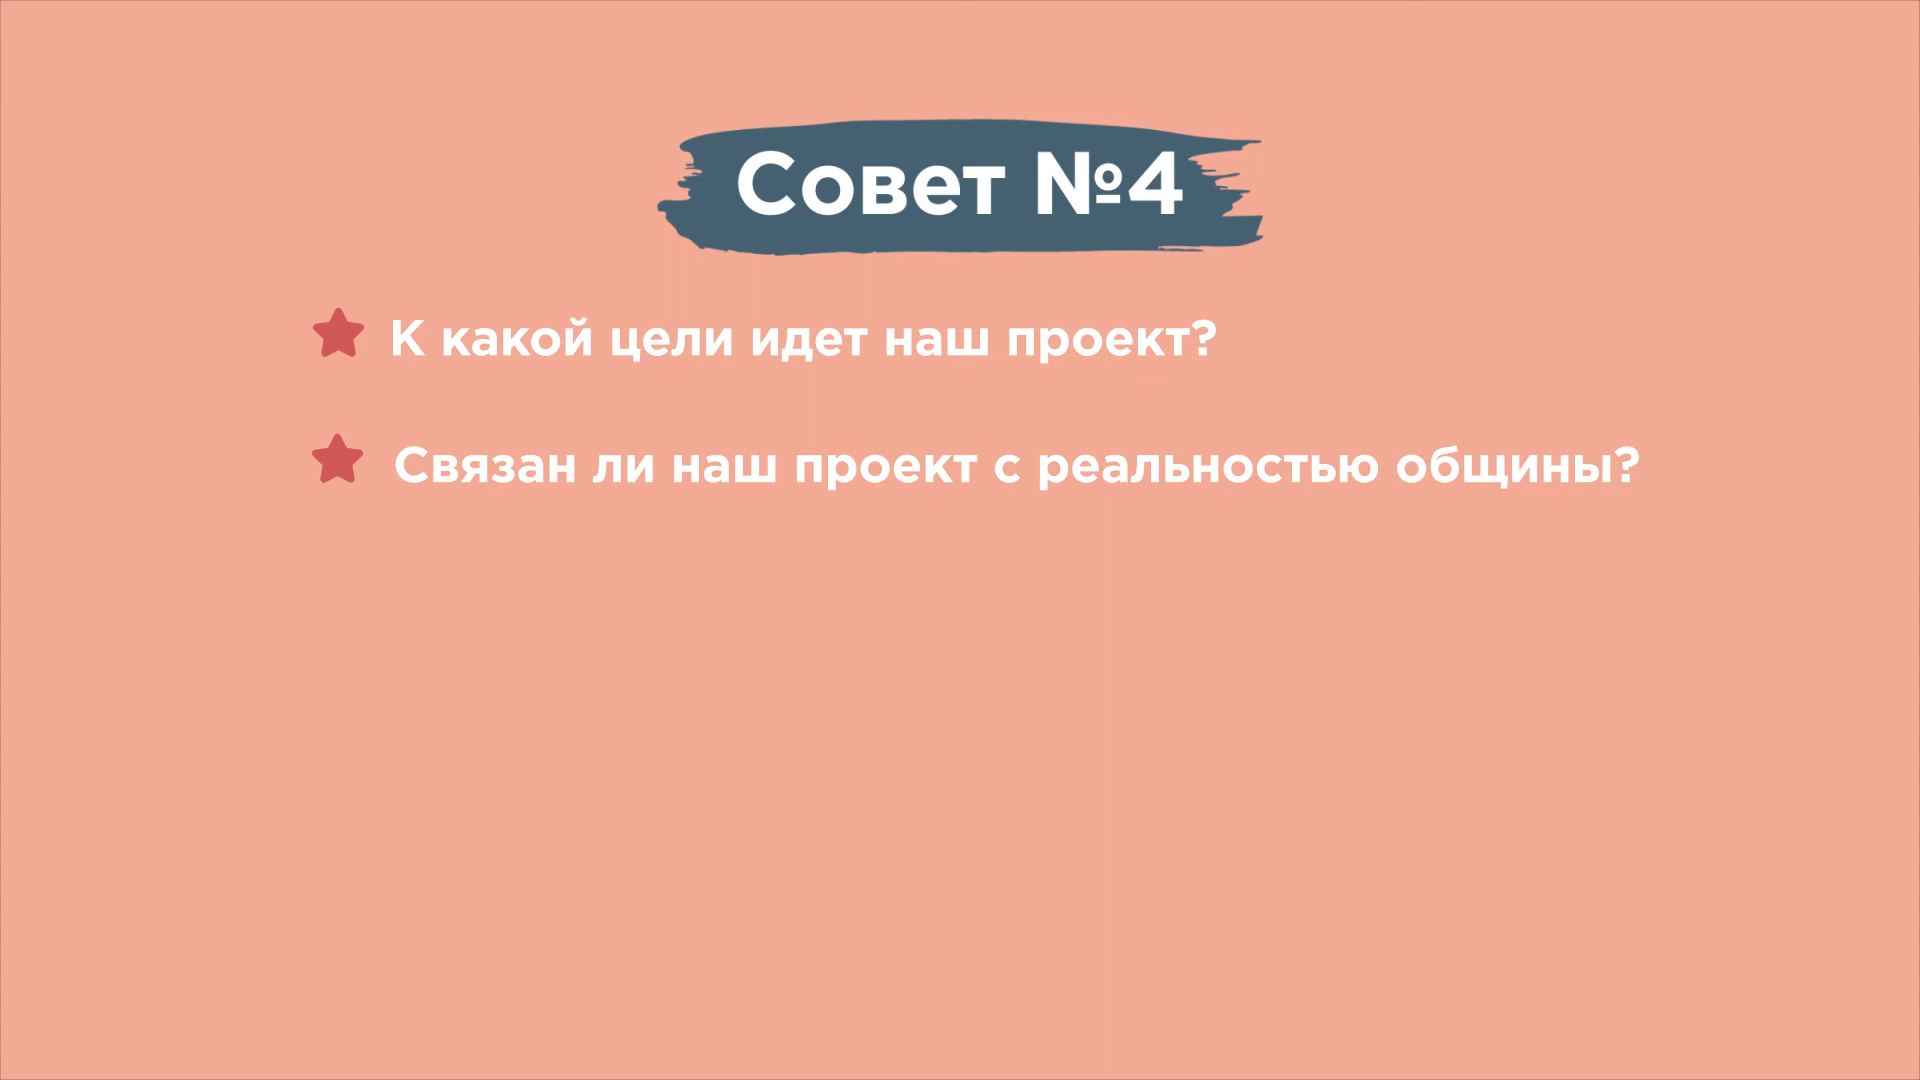 Совет №4
К какой цели идет наш проект?
Связан ли наш проект с реальностью общины?